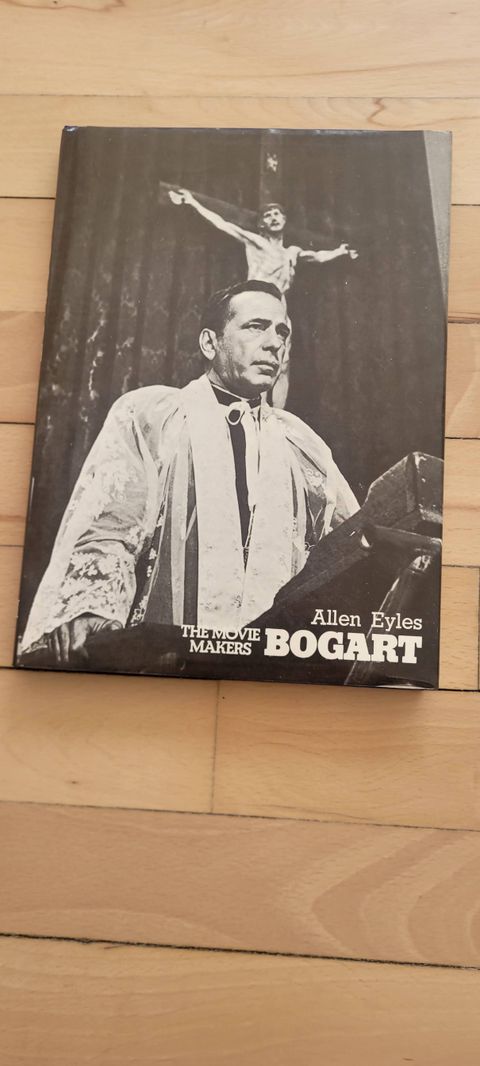 Allen Eyles
THE MOVIE
MAKERS
BOGART